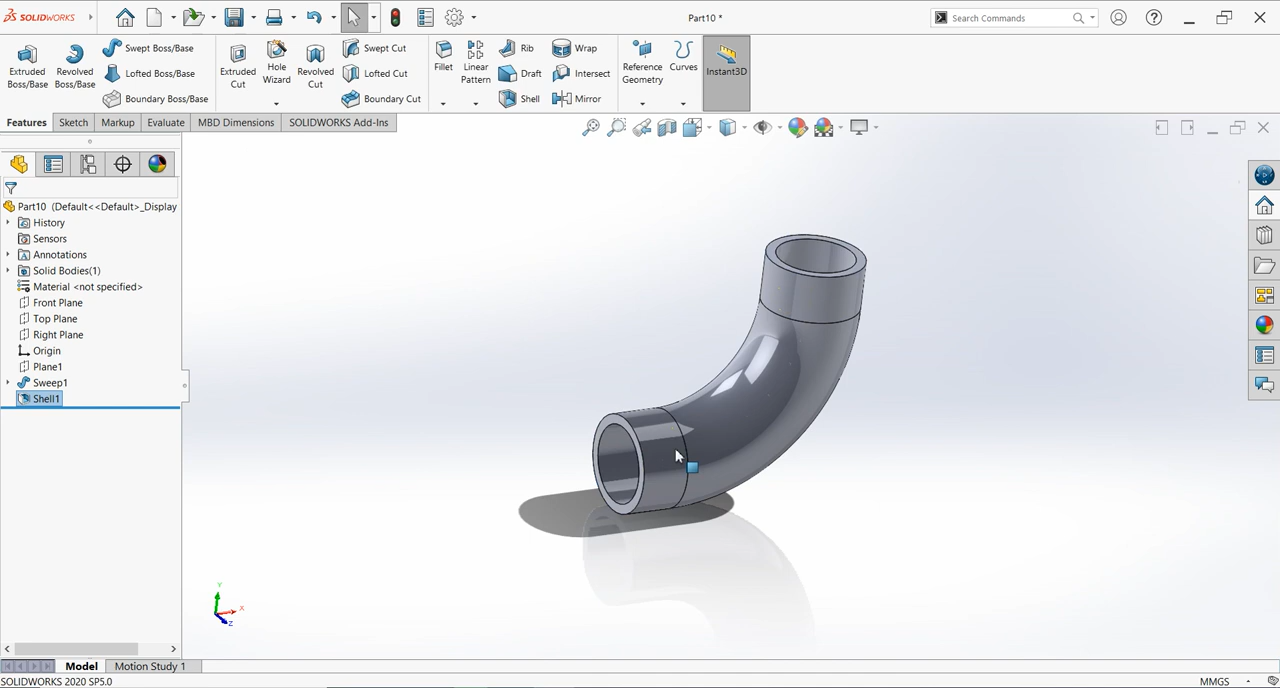 SOLIDWORKS
Part10 *
Search Commands
Extruded Boss/Base
Revolved Boss/Base
Swept Boss/Base
Lofted Boss/Base
Boundary Boss/Base
Extruded Cut
Hole Wizard
Revolved Cut
Swept Cut
Lofted Cut
Boundary Cut
Fillet
Linear Pattern
Rib
Draft
Shell
Wrap
Intersect
Mirror
Reference Geometry
Curves
Instant3D
Features
Sketch
Markup
Evaluate
MBD Dimensions
SOLIDWORKS Add-Ins
Part10 (Default<<Default>_Display
History
Sensors
Annotations
Solid Bodies(1)
Material <not specified>
Front Plane
Top Plane
Right Plane
Origin
Plane1
Sweep1
Shell1
Y
X
Z
Model
Motion Study 1
SOLIDWORKS 2020 SP5.0
MMGS